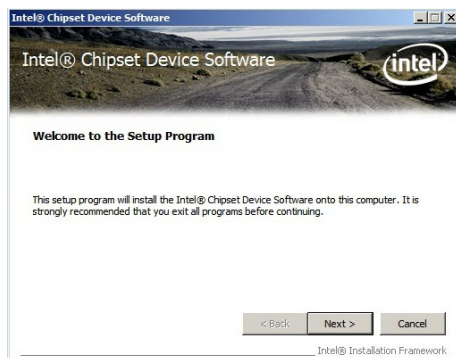 Intel® Chipset Device Software
Intel® Chipset Device Software
intel
Welcome to the Setup Program
This setup program will install the Intel® Chipset Device Software onto this computer. It is
strongly recommended that you exit all programs before continuing.
< Back
Next >
Cancel
Intel® Installation Framework